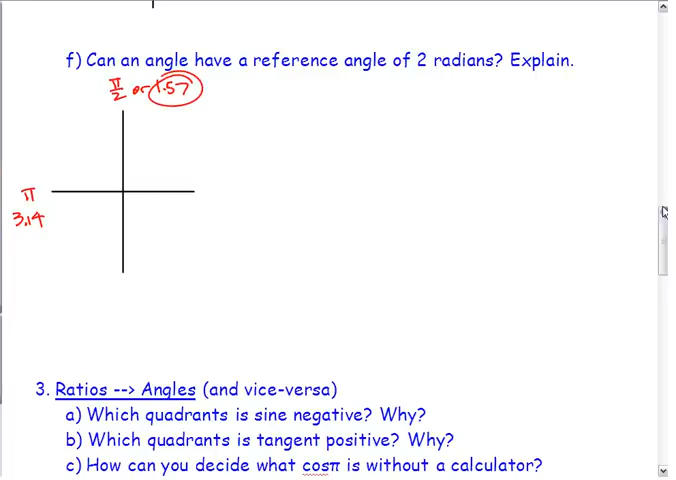 f) Can an angle have a reference angle of 2 radians? Explain.
π/2 or 1.57
π
3.14
3. Ratios --> Angles (and vice-versa)
a) Which quadrants is sine negative? Why?
b) Which quadrants is tangent positive? Why?
c) How can you decide what cosπ is without a calculator?